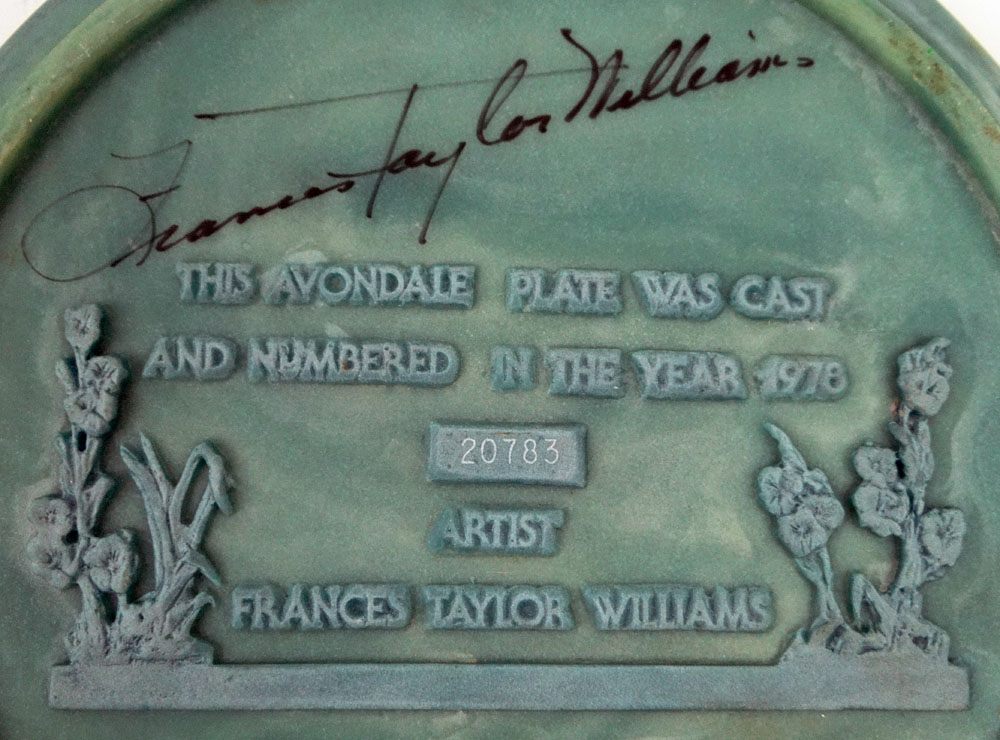 Frances Taylor Williams
THIS AVONDALE PLATE WAS CAST
AND NUMBERED IN THE YEAR 1978
20783
ARTIST
FRANCES TAYLOR WILLIAMS